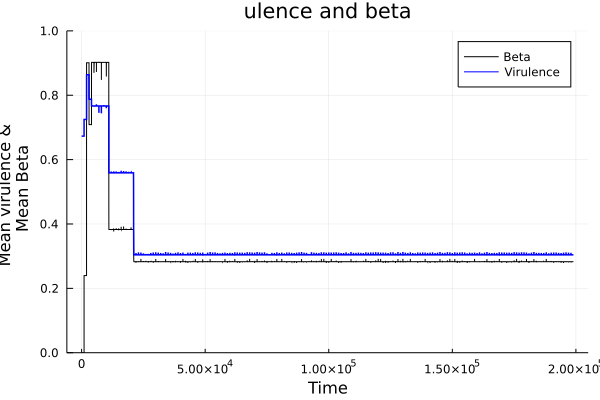 ulence and beta
Mean virulence &
Mean Beta
1.0
0.8
0.6
0.4
0.2
0.0
Beta
Virulence
0
5.00×10⁴
1.00×10⁵
1.50×10⁵
2.00×10
Time